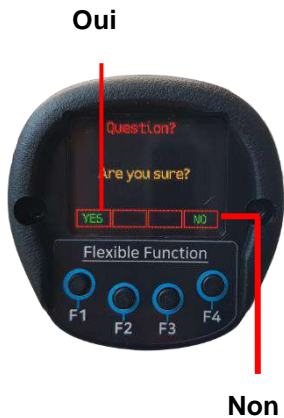 Oui
Question?
Are you sure?
YES NO
Flexible Function
F1 F2 F3 F4
Non